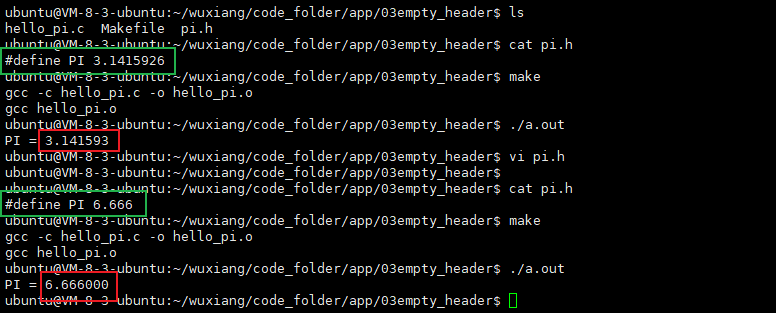 ubuntu@VM-8-3-ubuntu:~/wuxiang/code_folder/app/03empty_header$ ls
hello_pi.c  Makefile  pi.h
ubuntu@VM-8-3-ubuntu:~/wuxiang/code_folder/app/03empty_header$ cat pi.h
#define PI 3.1415926
ubuntu@VM-8-3-ubuntu:~/wuxiang/code_folder/app/03empty_header$ make
gcc -c hello_pi.c -o hello_pi.o
gcc hello_pi.o
ubuntu@VM-8-3-ubuntu:~/wuxiang/code_folder/app/03empty_header$ ./a.out
PI = 3.141593
ubuntu@VM-8-3-ubuntu:~/wuxiang/code_folder/app/03empty_header$ vi pi.h
ubuntu@VM-8-3-ubuntu:~/wuxiang/code_folder/app/03empty_header$
ubuntu@VM-8-3-ubuntu:~/wuxiang/code_folder/app/03empty_header$ cat pi.h
#define PI 6.666
ubuntu@VM-8-3-ubuntu:~/wuxiang/code_folder/app/03empty_header$ make
gcc -c hello_pi.c -o hello_pi.o
gcc hello_pi.o
ubuntu@VM-8-3-ubuntu:~/wuxiang/code_folder/app/03empty_header$ ./a.out
PI = 6.666000
ubuntu@VM-8-3-ubuntu:~/wuxiang/code_folder/app/03empty_header$